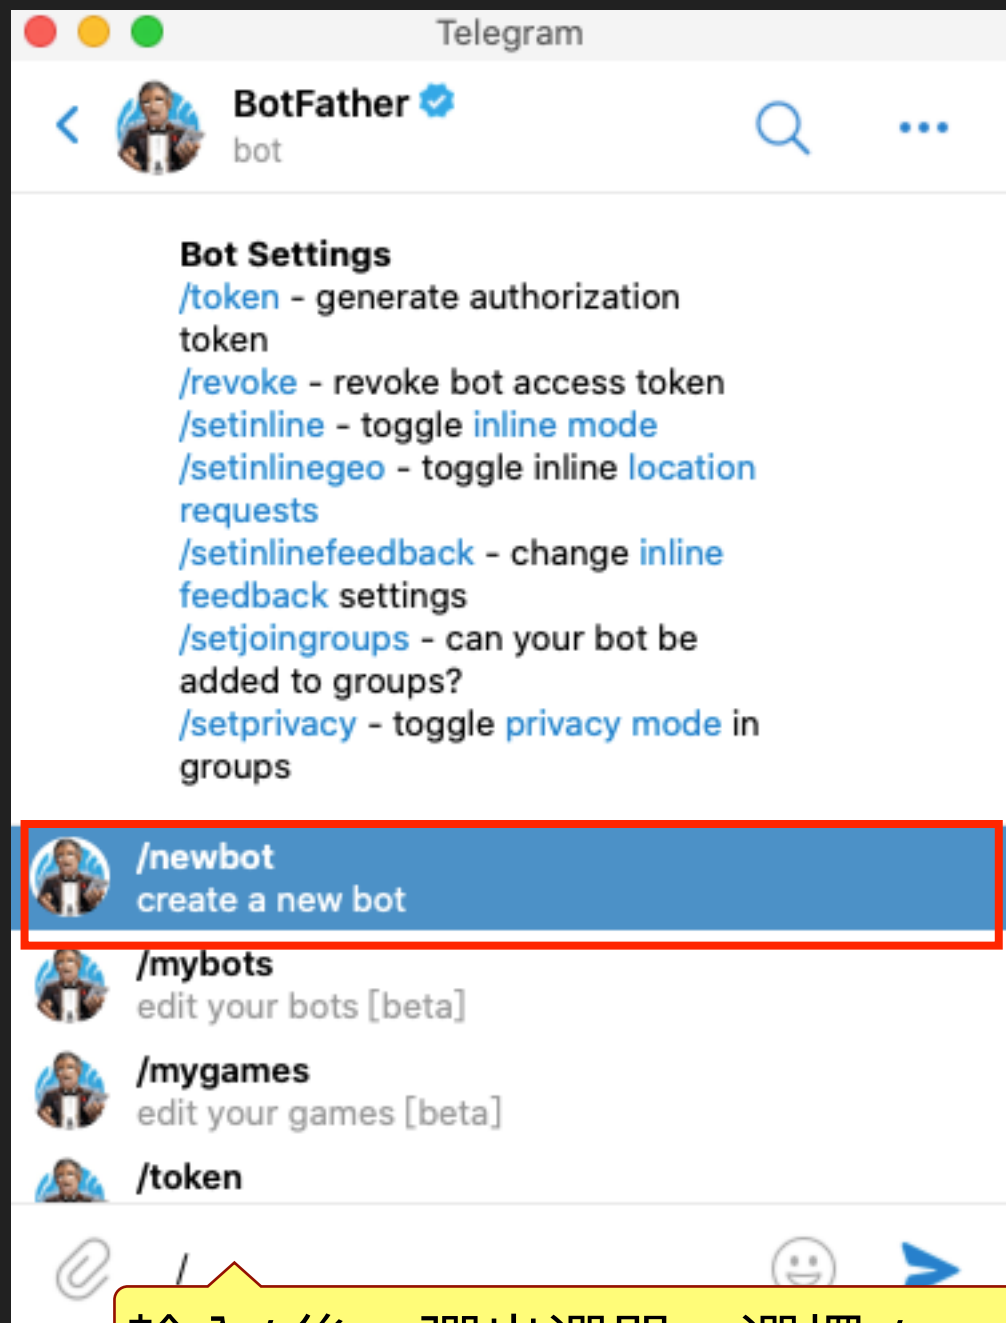 Telegram
BotFather
bot
Bot Settings
/token - generate authorization
token
/revoke - revoke bot access token
/setinline - toggle inline mode
/setinlinegeo - toggle inline location
requests
/setinlinefeedback - change inline
feedback settings
/setjoingroups - can your bot be
added to groups?
/setprivacy - toggle privacy mode in
groups
/newbot
create a new bot
/mybots
edit your bots [beta]
/mygames
edit your games [beta]
/token
/